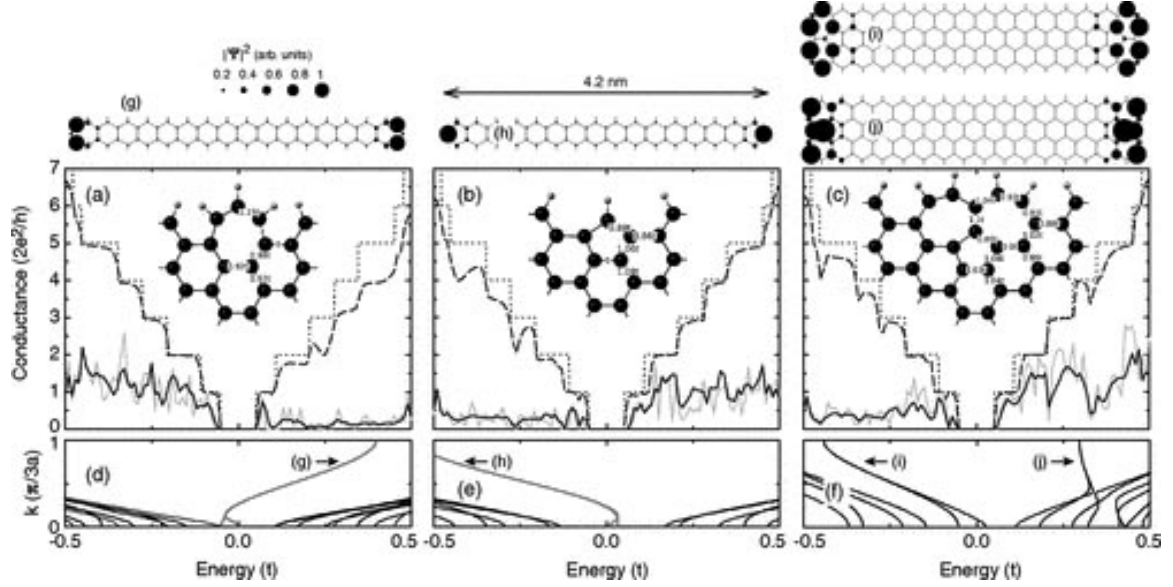 |Ψ|² (arb. units)
0.2 0.4 0.6 0.8 1
(g)
4.2 nm
(h)
(i)
(j)
7
6
5
4
3
2
1
0
Conductance (2e²/h)
(a)
(b)
(c)
1
0
k (π/3a)
(d)
(g)
(h)
(e)
(i)
(j)
(f)
-0.5 0.0 0.5 -0.5 0.0 0.5 -0.5 0.0 0.5
Energy (t) Energy (t) Energy (t)